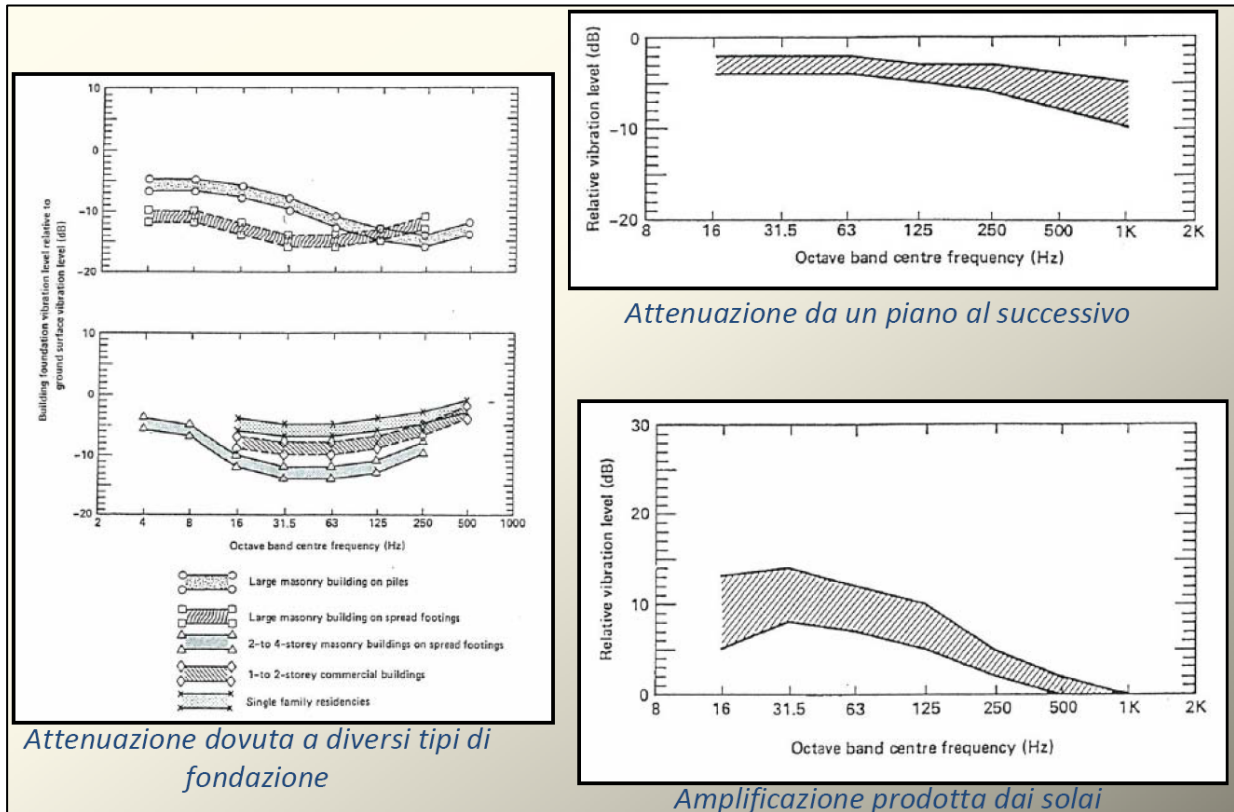 10
0
-10
-20
10
0
-10
-20
Building foundation vibration level relative to
ground surface vibration level (dB)
2 4 8 16 31.5 63 125 250 500 1000
Octave band centre frequency (Hz)
Large masonry building on piles
Large masonry building on spread footings
2-to 4-storey masonry buildings on spread footings
1-to 2-storey commercial buildings
Single family residencies
Attenuazione dovuta a diversi tipi di
fondazione
0
-10
-20
Relative vibration level (dB)
8 16 31.5 63 125 250 500 1K 2K
Octave band centre frequency (Hz)
Attenuazione da un piano al successivo
30
20
10
0
Relative vibration level (dB)
8 16 31.5 63 125 250 500 1K 2K
Octave band centre frequency (Hz)
Amplificazione prodotta dai solai